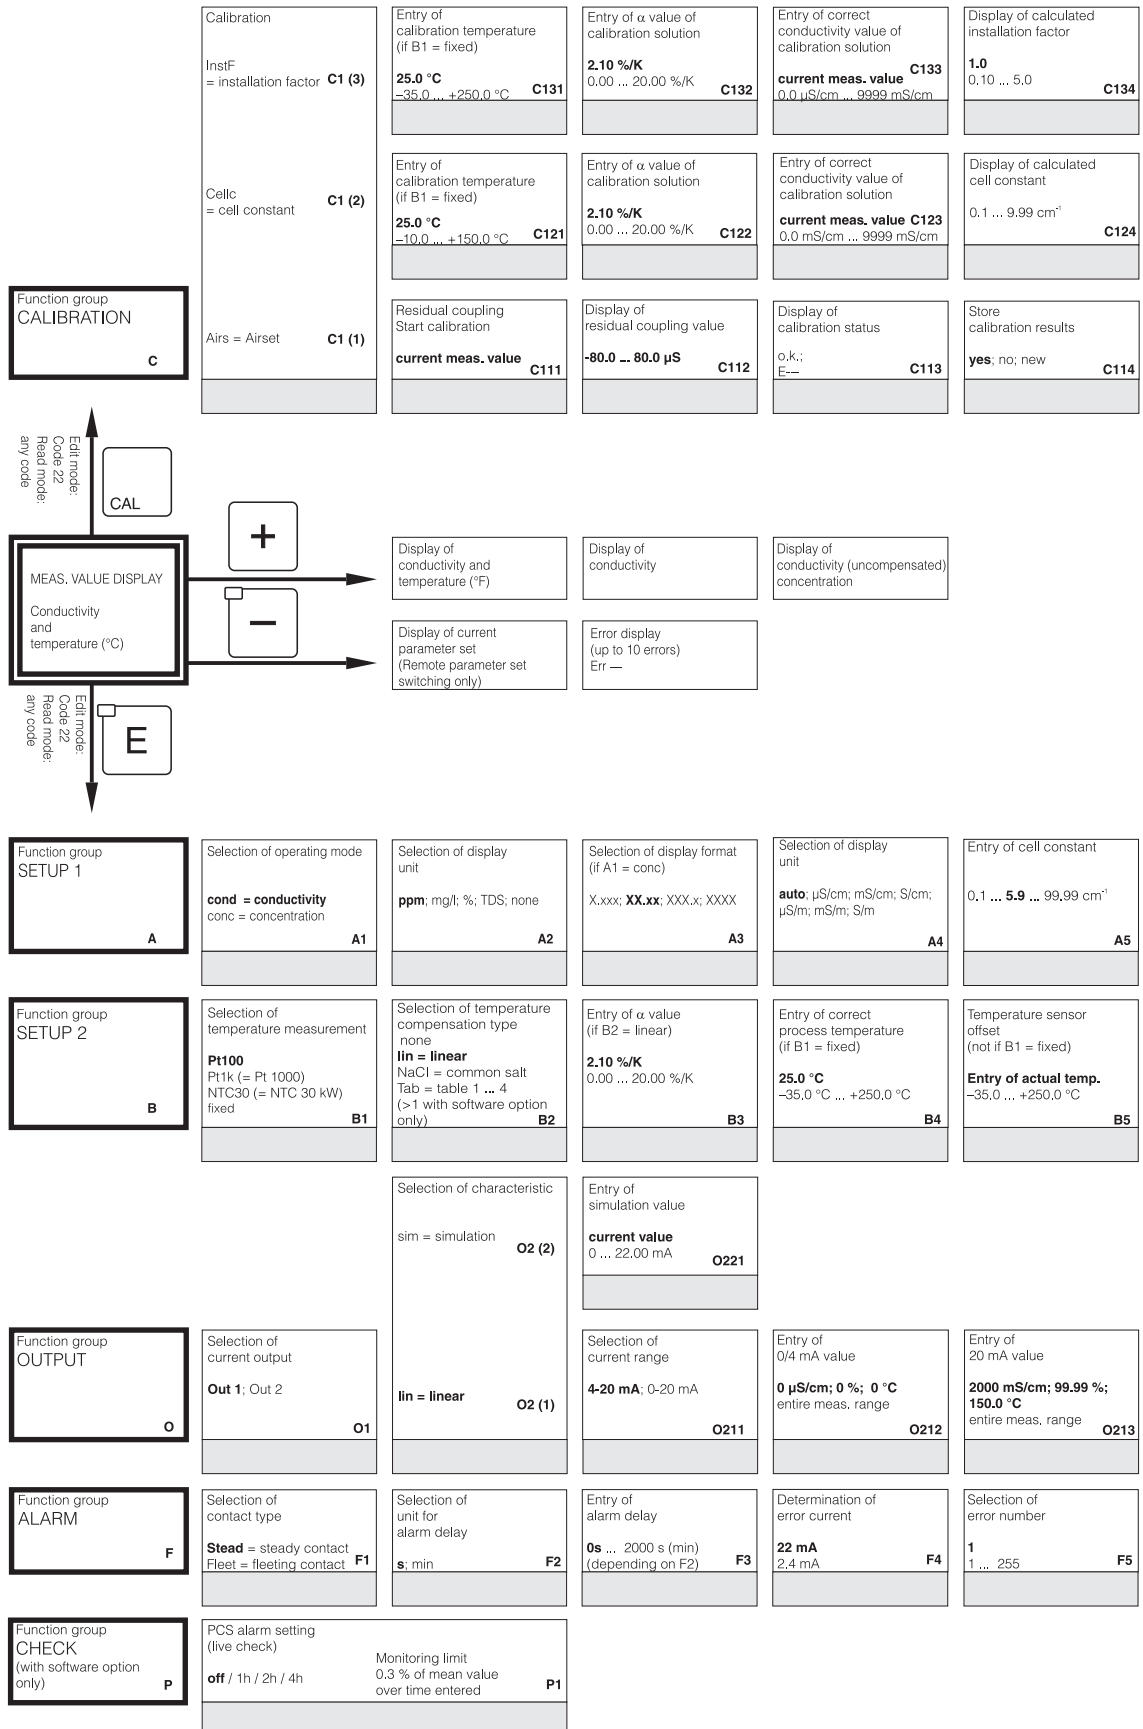 Calibration
InstF
= installation factor C1 (3)
Cellc
= cell constant
C1 (2)
Airs = Airset C1 (1)
Entry of
calibration temperature
(if B1 = fixed)
25.0 °C
–35.0 ... +250.0 °C
C131
Entry of α value of
calibration solution
2.10 %/K
0.00 ... 20.00 %/K
C132
Entry of correct
conductivity value of
calibration solution
C133
current meas. value
0.0 µS/cm ... 9999 mS/cm
Display of calculated
installation factor
1.0
0.10 ... 5.0
C134
Entry of
calibration temperature
(if B1 = fixed)
25.0 °C
–10.0 ... +150.0 °C
C121
Entry of α value of
calibration solution
2.10 %/K
0.00 ... 20.00 %/K
C122
Entry of correct
conductivity value of
calibration solution
current meas. value C123
0.0 mS/cm ... 9999 mS/cm
Display of calculated
cell constant
0.1 ... 9.99 cm⁻¹
C124
Function group
CALIBRATION
C
Residual coupling
Start calibration
current meas. value
C111
Display of
residual coupling value
-80.0 ... 80.0 µS
C112
Display of
calibration status
o.k.;
E---
C113
Store
calibration results
yes; no; new
C114
Edit mode:
Code 22
Read mode:
any code
CAL
+
–
MEAS. VALUE DISPLAY
Conductivity
and
temperature (°C)
Display of
conductivity and
temperature (°F)
Display of
conductivity
Display of
conductivity (uncompensated)
concentration
Display of current
parameter set
(Remote parameter set
switching only)
Error display
(up to 10 errors)
Err —
Edit mode:
Code 22
Read mode:
any code
E
Function group
SETUP 1
A
Selection of operating mode
cond = conductivity
conc = concentration
A1
Selection of display
unit
ppm; mg/l; %; TDS; none
A2
Selection of display format
(if A1 = conc)
X.xxx; XX.xx; XXX.x; XXXX
A3
Selection of display
unit
auto; µS/cm; mS/cm; S/cm;
µS/m; mS/m; S/m
A4
Entry of cell constant
0.1 ... 5.9 ... 99.99 cm⁻¹
A5
Function group
SETUP 2
B
Selection of
temperature measurement
Pt100
Pt1k (= Pt 1000)
NTC30 (= NTC 30 kW)
fixed
B1
Selection of temperature
compensation type
none
lin = linear
NaCl = common salt
Tab = table 1 ... 4
(>1 with software option
only)
B2
Entry of α value
(if B2 = linear)
2.10 %/K
0.00 ... 20.00 %/K
B3
Entry of correct
process temperature
(if B1 = fixed)
25.0 °C
–35.0 °C ... +250.0 °C
B4
Temperature sensor
offset
(not if B1 = fixed)
Entry of actual temp.
–35.0 ... +250.0 °C
B5
Selection of characteristic
sim = simulation
O2 (2)
lin = linear
O2 (1)
Entry of
simulation value
current value
0 ... 22.00 mA
O221
Function group
OUTPUT
O
Selection of
current output
Out 1; Out 2
O1
Selection of
current range
4-20 mA; 0-20 mA
O211
Entry of
0/4 mA value
0 µS/cm; 0 %; 0 °C
entire meas. range
O212
Entry of
20 mA value
2000 mS/cm; 99.99 %;
150.0 °C
entire meas. range
O213
Function group
ALARM
F
Selection of
contact type
Stead = steady contact
Fleet = fleeting contact
F1
Selection of
unit for
alarm delay
s; min
F2
Entry of
alarm delay
0s ... 2000 s (min)
(depending on F2)
F3
Determination of
error current
22 mA
2.4 mA
F4
Selection of
error number
1
1 ... 255
F5
Function group
CHECK
(with software option
only)
P
PCS alarm setting
(live check)
off / 1h / 2h / 4h
Monitoring limit
0.3 % of mean value
over time entered
P1